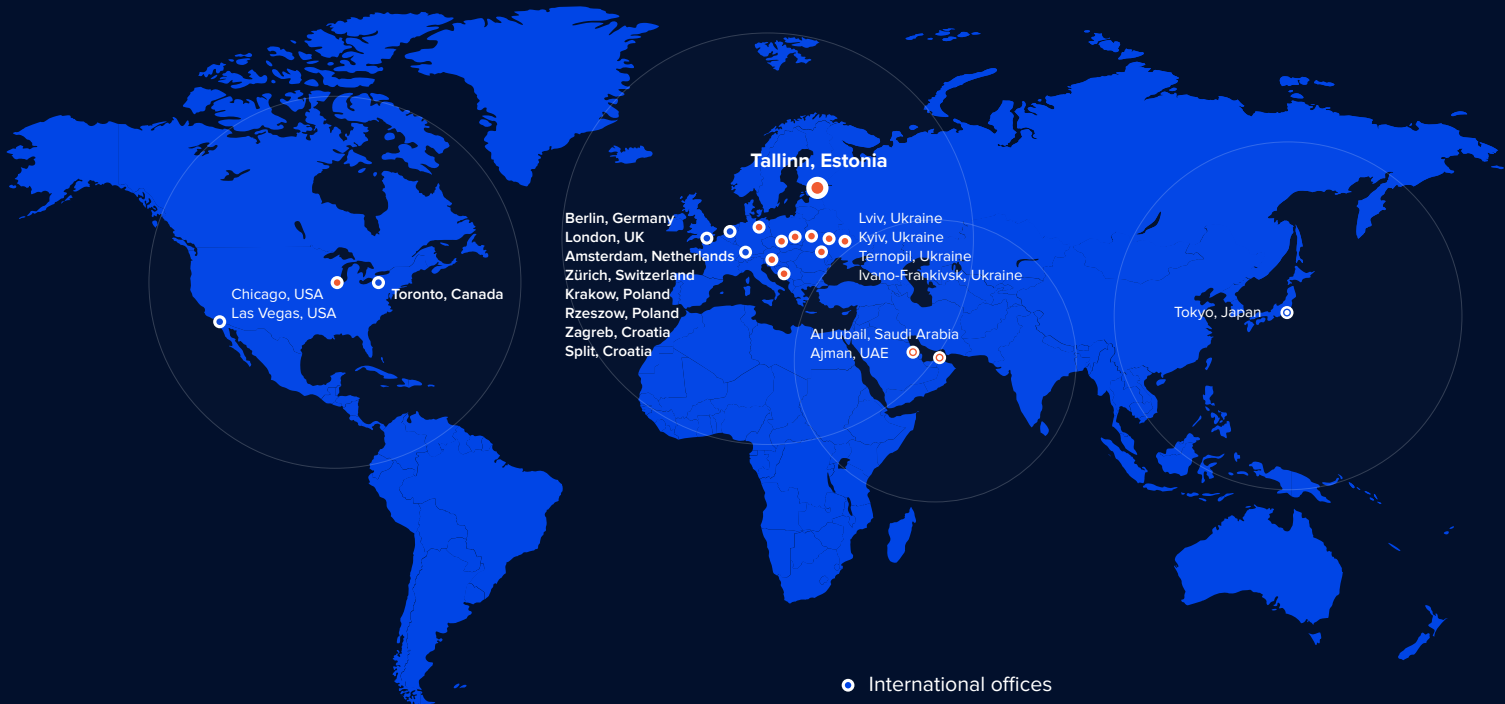 Tallinn, Estonia
Berlin, Germany
London, UK
Amsterdam, Netherlands
Zürich, Switzerland
Krakow, Poland
Rzeszow, Poland
Zagreb, Croatia
Split, Croatia
Lviv, Ukraine
Kyiv, Ukraine
Ternopil, Ukraine
Ivano-Frankivsk, Ukraine
Chicago, USA
Las Vegas, USA
Toronto, Canada
Al Jubail, Saudi Arabia
Ajman, UAE
Tokyo, Japan
International offices